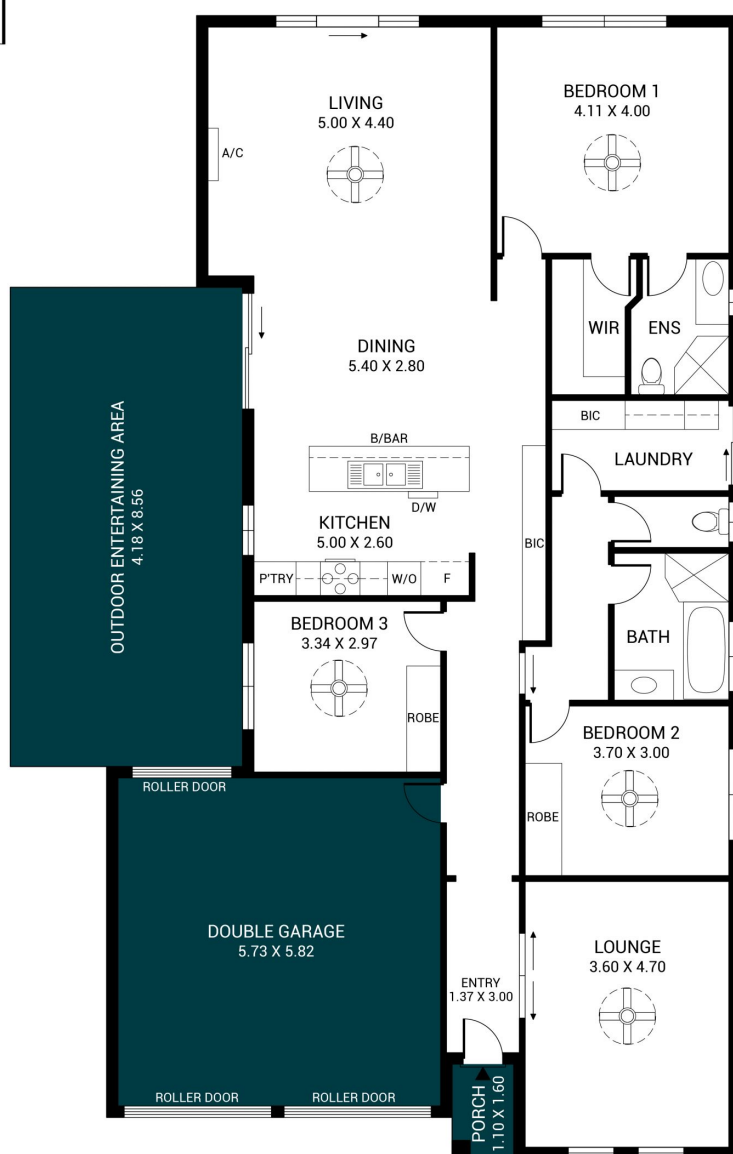 LIVING
5.00 X 4.40
A/C
BEDROOM 1
4.11 X 4.00
WIR
ENS
DINING
5.40 X 2.80
BIC
LAUNDRY
B/BAR
D/W
KITCHEN
5.00 X 2.60
P'TRY
W/O
F
BIC
OUTDOOR ENTERTAINING AREA
4.18 X 8.56
BEDROOM 3
3.34 X 2.97
ROBE
BATH
BEDROOM 2
3.70 X 3.00
ROBE
ROLLER DOOR
DOUBLE GARAGE
5.73 X 5.82
ENTRY
1.37 X 3.00
LOUNGE
3.60 X 4.70
ROLLER DOOR
ROLLER DOOR
PORCH
1.10 X 1.60